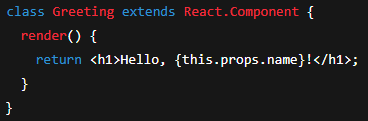 class Greeting extends React.Component {
  render() {
    return <h1>Hello, {this.props.name}!</h1>;
  }
}